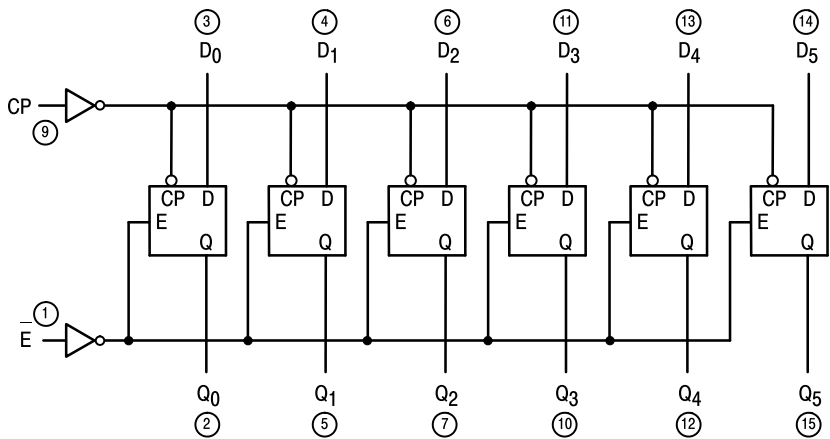 ③ ④ ⑥ ⑪ ⑬ ⑭
D0 D1 D2 D3 D4 D5
CP
⑨
CP D CP D CP D CP D CP D CP D
E E E E E E
Q Q Q Q Q Q
①
E̅
Q0 Q1 Q2 Q3 Q4 Q5
② ⑤ ⑦ ⑩ ⑫ ⑮